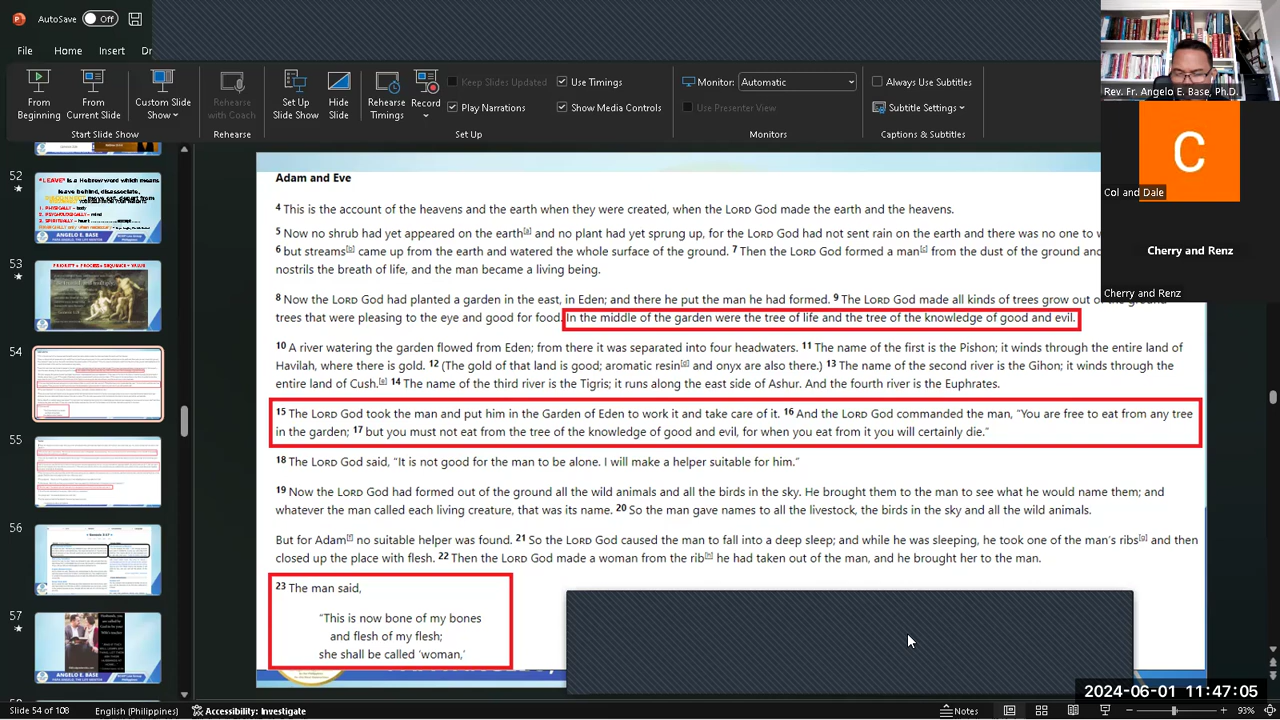 AutoSave
Off
File
Home
Insert
From
Beginning
From
Current Slide
Custom Slide
Show
Start Slide Show
Rehearse
with Coach
Rehearse
Set Up
Slide Show
Hide
Slide
Rehearse
Timings
Record
Keep Slides Updated
Use Timings
Play Narrations
Show Media Controls
Set Up
Monitor:
Automatic
Use Presenter View
Monitors
Always Use Subtitles
Subtitle Settings
Captions & Subtitles
Rev. Fr. Angelo E. Base, Ph.D.
C
Col and Dale
Cherry and Renz
Cherry and Renz
52
"LEAVE" is a Hebrew word which means
leave behind, disassociate,
1. PHYSICALLY - body
2. PSYCHOLOGICALLY - mind
ANGELO E. BASE
53
ANGELO E. BASE
54
55
56
57
ANGELO E. BASE
Adam and Eve
4 This is the account of the heavens and the earth when they were created, when the LORD God made the earth and the heavens.
5 Now no shrub had yet appeared on the earth[a] and no plant had yet sprung up, for the LORD God had not sent rain on the earth and there was no one to w
6 but streams[c] came up from the earth and watered the whole surface of the ground. 7 Then the LORD God formed a man[c] from the dust of the ground and
nostrils the breath of life, and the man became a living being.
8 Now the LORD God had planted a garden in the east, in Eden; and there he put the man he had formed. 9 The LORD God made all kinds of trees grow out of the ground
trees that were pleasing to the eye and good for food. In the middle of the garden were the tree of life and the tree of the knowledge of good and evil.
10 A river watering the garden flowed from Eden; from there it was separated into four headwaters. 11 The name of the first is the Pishon; it winds through the entire land of
Havilah, where there is gold. 12 (The gold of that land is good; aromatic resin[d] and onyx are also there.) 13 The name of the second river is the Gihon; it winds through the
entire land of Cush.[e] 14 The name of the third river is the Tigris; it runs along the east side of Ashur. And the fourth river is the Euphrates.
15 The LORD God took the man and put him in the Garden of Eden to work it and take care of it. 16 And the LORD God commanded the man, "You are free to eat from any tree
in the garden; 17 but you must not eat from the tree of the knowledge of good and evil, for when you eat from it you will certainly die."
18 The LORD God said, "It is not good for the man to be alone. I will make a helper suitable for him."
19 Now the LORD God had formed out of the ground all the wild animals and all the birds in the sky. He brought them to the man to see what he would name them; and
whatever the man called each living creature, that was its name. 20 So the man gave names to all the livestock, the birds in the sky and all the wild animals.
But for Adam[f] no suitable helper was found. 21 So the LORD God caused the man to fall into a deep sleep; and while he was sleeping, he took one of the man's ribs[g] and then
closed up the place with flesh. 22 Then the LORD God made a woman from the rib[h] he had taken out of the man, and he brought her to the man.
23 The man said,
"This is now bone of my bones
and flesh of my flesh;
she shall be called 'woman,'
2024-06-01 11:47:05
Slide 54 of 108
English (Philippines)
Accessibility: Investigate
Notes
93%